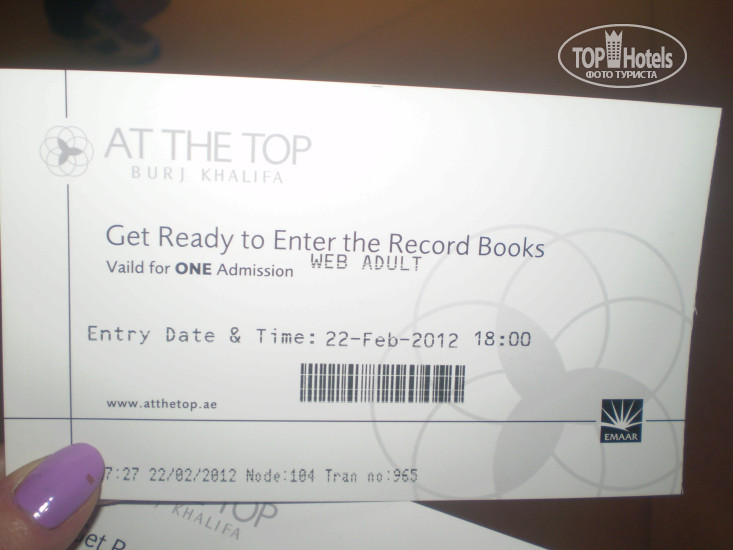 TOP Hotels
ФОТО ТУРИСТА
AT THE TOP
BURJ KHALIFA
Get Ready to Enter the Record Books
Vaild for ONE Admission WEB ADULT
Entry Date & Time: 22-Feb-2012 18:00
www.atthetop.ae
EMAAR
7:27 22/02/2012 Node:104 Tran no:965
TOP
KHALIFA